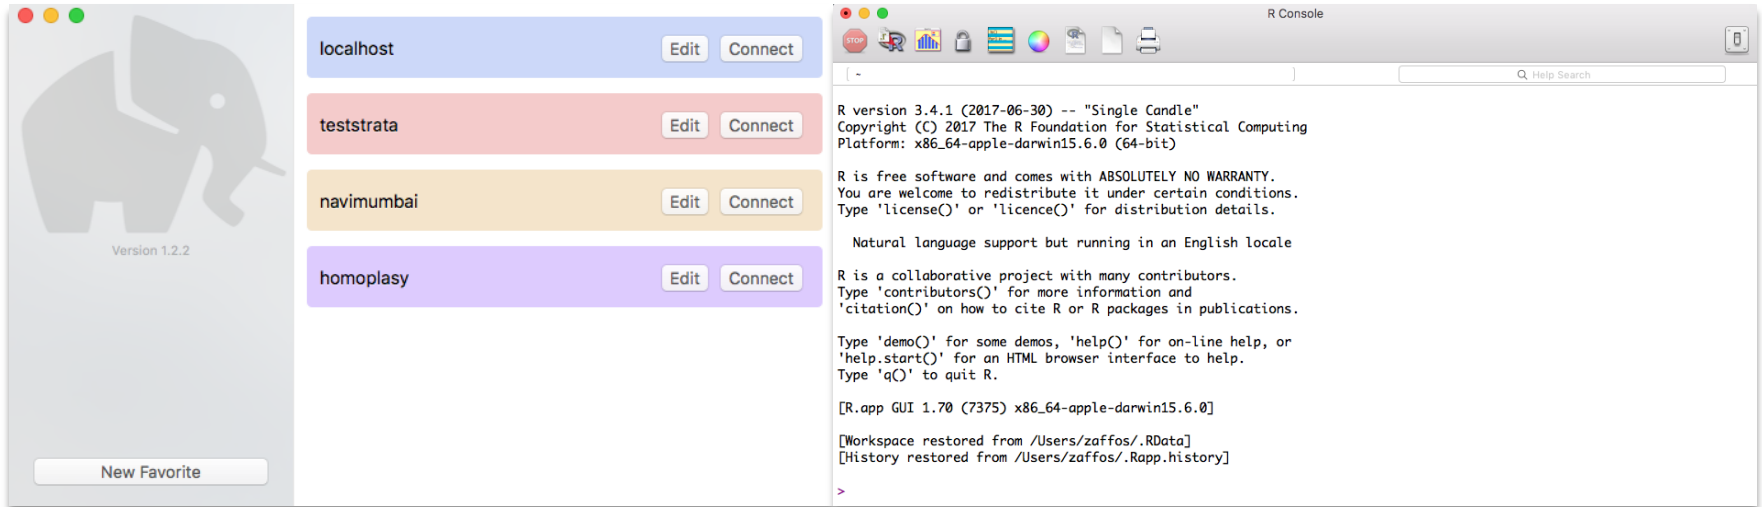 localhost Edit Connect
teststrata Edit Connect
navimumbai Edit Connect
homoplasy Edit Connect
Version 1.2.2
New Favorite
R Console
STOP
~
Help Search
R version 3.4.1 (2017-06-30) -- "Single Candle"
Copyright (C) 2017 The R Foundation for Statistical Computing
Platform: x86_64-apple-darwin15.6.0 (64-bit)
R is free software and comes with ABSOLUTELY NO WARRANTY.
You are welcome to redistribute it under certain conditions.
Type 'license()' or 'licence()' for distribution details.
Natural language support but running in an English locale
R is a collaborative project with many contributors.
Type 'contributors()' for more information and
'citation()' on how to cite R or R packages in publications.
Type 'demo()' for some demos, 'help()' for on-line help, or
'help.start()' for an HTML browser interface to help.
Type 'q()' to quit R.
[R.app GUI 1.70 (7375) x86_64-apple-darwin15.6.0]
[Workspace restored from /Users/zaffos/.RData]
[History restored from /Users/zaffos/.Rapp.history]
>